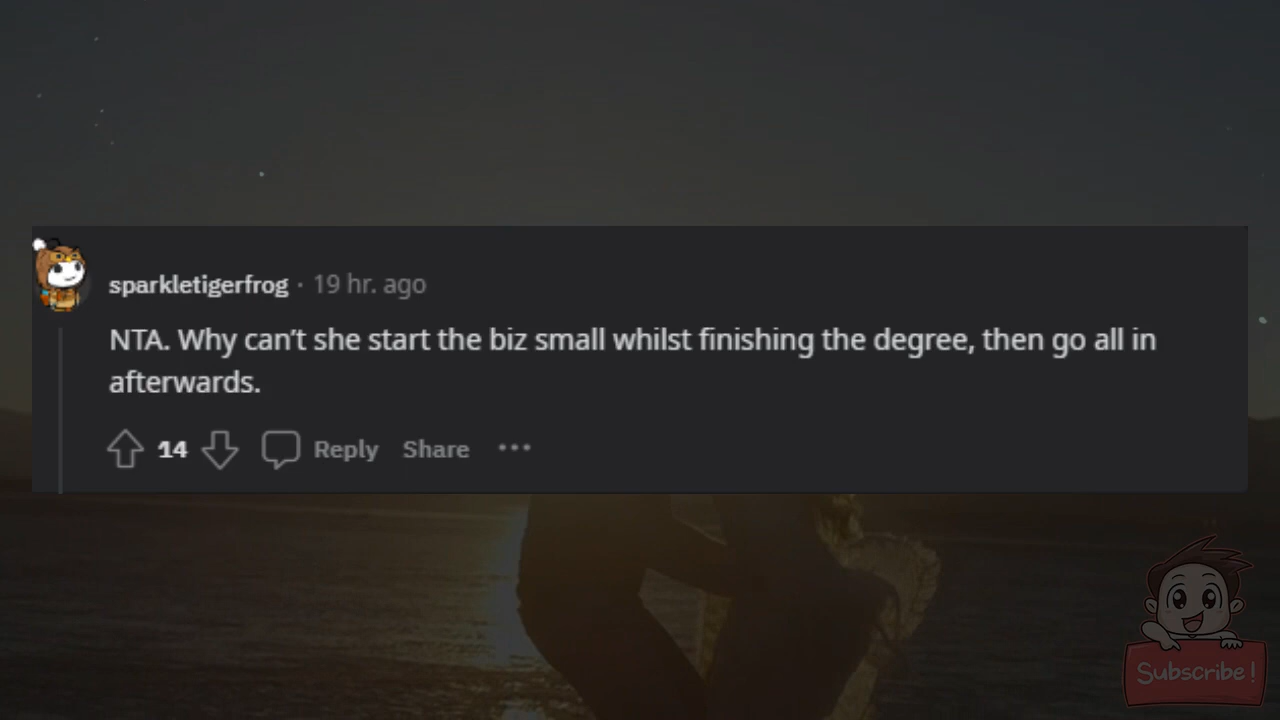 sparkletigerfrog · 19 hr. ago
NTA. Why can’t she start the biz small whilst finishing the degree, then go all in
afterwards.
14 Reply Share ···
Subscribe!